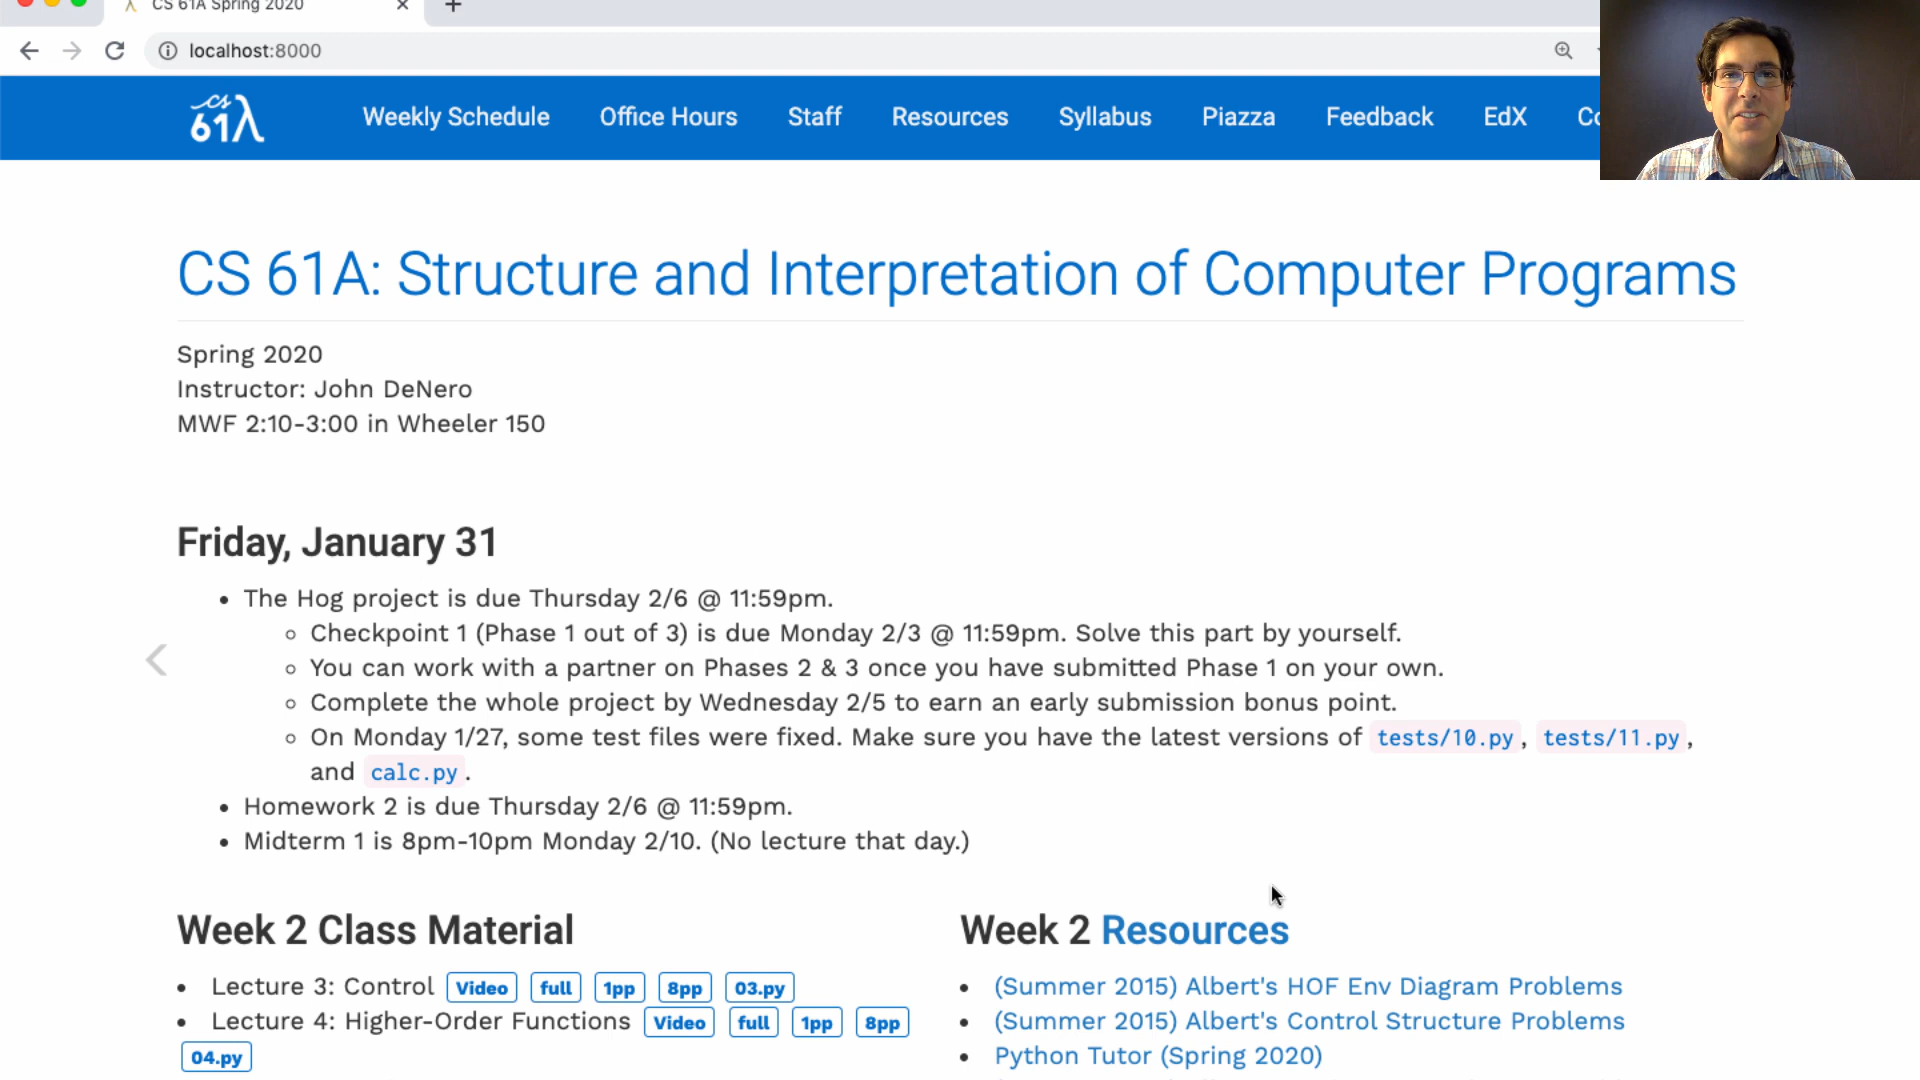 CS 61A Spring 2020
localhost:8000
cs 61λ Weekly Schedule Office Hours Staff Resources Syllabus Piazza Feedback EdX
CS 61A: Structure and Interpretation of Computer Programs
Spring 2020
Instructor: John DeNero
MWF 2:10-3:00 in Wheeler 150
Friday, January 31
• The Hog project is due Thursday 2/6 @ 11:59pm.
◦ Checkpoint 1 (Phase 1 out of 3) is due Monday 2/3 @ 11:59pm. Solve this part by yourself.
◦ You can work with a partner on Phases 2 & 3 once you have submitted Phase 1 on your own.
◦ Complete the whole project by Wednesday 2/5 to earn an early submission bonus point.
◦ On Monday 1/27, some test files were fixed. Make sure you have the latest versions of tests/10.py, tests/11.py,
and calc.py.
• Homework 2 is due Thursday 2/6 @ 11:59pm.
• Midterm 1 is 8pm-10pm Monday 2/10. (No lecture that day.)
Week 2 Class Material
• Lecture 3: Control Video full 1pp 8pp 03.py
• Lecture 4: Higher-Order Functions Video full 1pp 8pp
04.py
Week 2 Resources
• (Summer 2015) Albert's HOF Env Diagram Problems
• (Summer 2015) Albert's Control Structure Problems
• Python Tutor (Spring 2020)